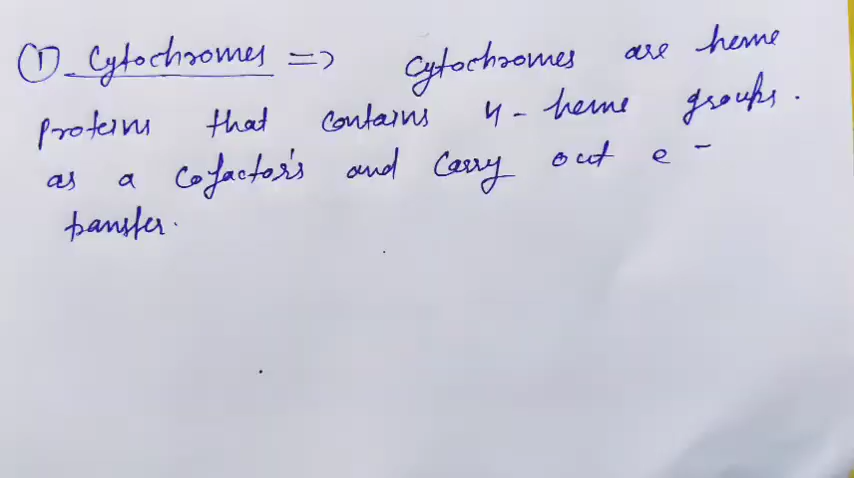 ① Cytochromes => Cytochromes are heme
proteins that contains 4-heme groups.
as a Cofactor's and Carry out e-
transfer.